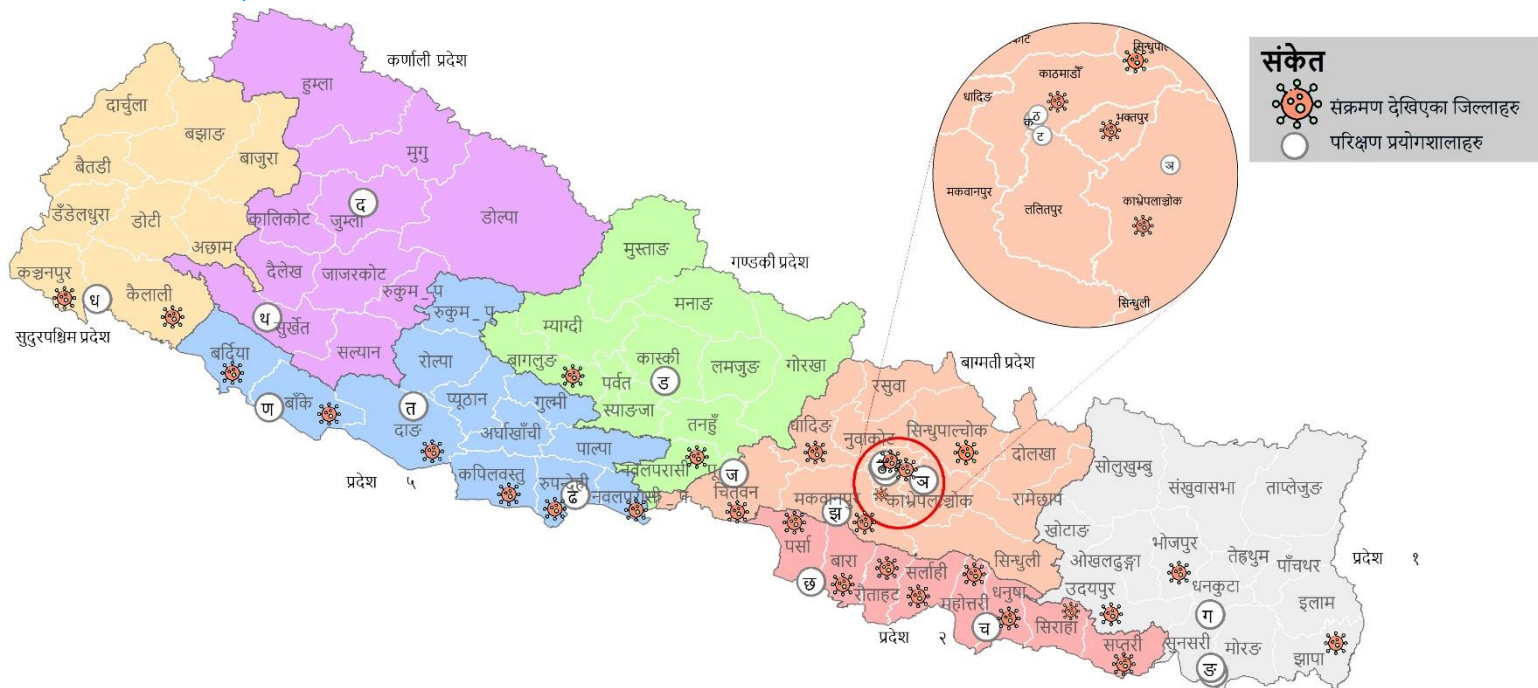 कर्णाली प्रदेश
हुम्ला
दार्चुला
बझाङ
मुगु
बाजुरा
बैतडी
द
डोल्पा
डँडेलधुरा
डोटी
कालिकोट
जुम्ला
अछाम
कञ्चनपुर
दैलेख
जाजरकोट
रुकुम _ प
कैलाली
ध
थ
सुर्खेत
सुदुरपश्चिम प्रदेश
सल्यान
गण्डकी प्रदेश
मुस्ताङ
मनाङ
म्याग्दी
बागलुङ
कास्की
लमजुङ
गोरखा
पर्वत
ड
स्याङजा
तनहुँ
रुकुम _ पू
रोल्पा
बर्दिया
ण
बाँके
त
प्यूठान
गुल्मी
दाङ
अर्घाखाँची
पाल्पा
कपिलवस्तु
रुपन्देही
ढ
प्रदेश ५
बाग्मती प्रदेश
रसुवा
धादिङ
नुवाकोट
सिन्धुपाल्चोक
दोलखा
ज
चितवन
ञ
मकवानपुर
झ
काभ्रेपलाञ्चोक
रामेछाप
सिन्धुली
पर्सा
बारा
छ
रौताहट
सर्लाही
महोत्तरी
धनुषा
च
सिराहा
सप्तरी
प्रदेश २
सोलुखुम्बु
संखुवासभा
ताप्लेजुङ
खोटाङ
ओखलढुङ्गा
भोजपुर
तेह्रथुम
पाँचथर
प्रदेश १
उदयपुर
धनकुटा
ग
इलाम
सुनसरी
मोरङ
झापा
ङ
काठमाडौँ
धादिङ
ठ
भक्तपुर
ट
ञ
मकवानपुर
ललितपुर
काभ्रेपलाञ्चोक
सिन्धुली
संकेत
संक्रमण देखिएका जिल्लाहरु
परिक्षण प्रयोगशालाहरु